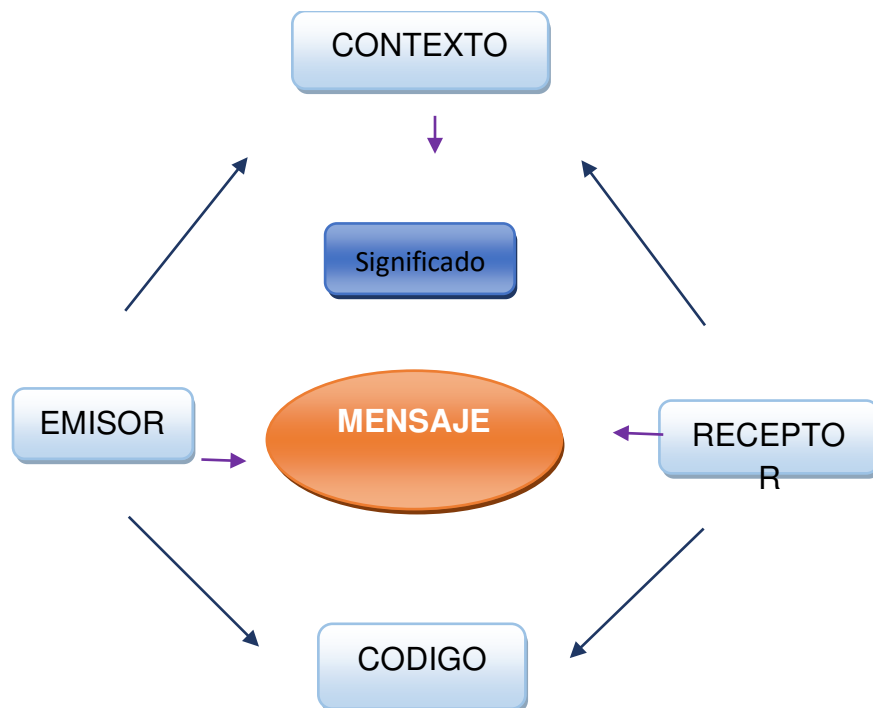 CONTEXTO
Significado
EMISOR
MENSAJE
RECEPTO
R
CODIGO